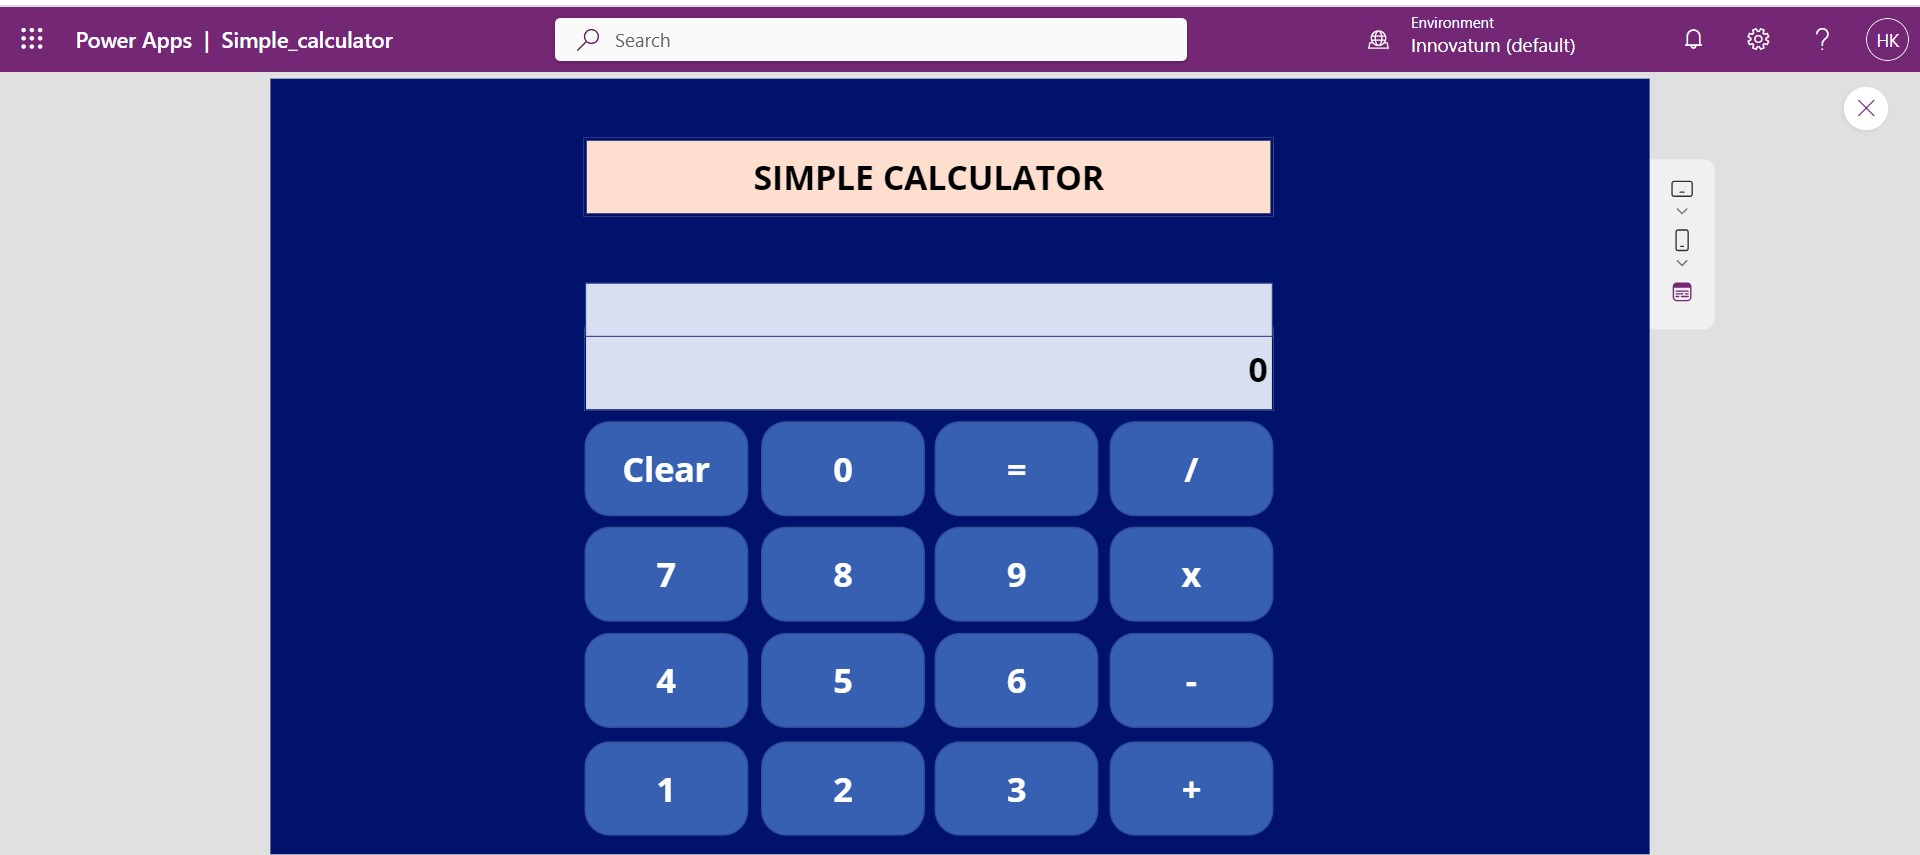 Power Apps | Simple_calculator
Search
Environment
Innovatum (default)
?
HK
SIMPLE CALCULATOR
0
Clear 0 = /
7 8 9 x
4 5 6 -
1 2 3 +